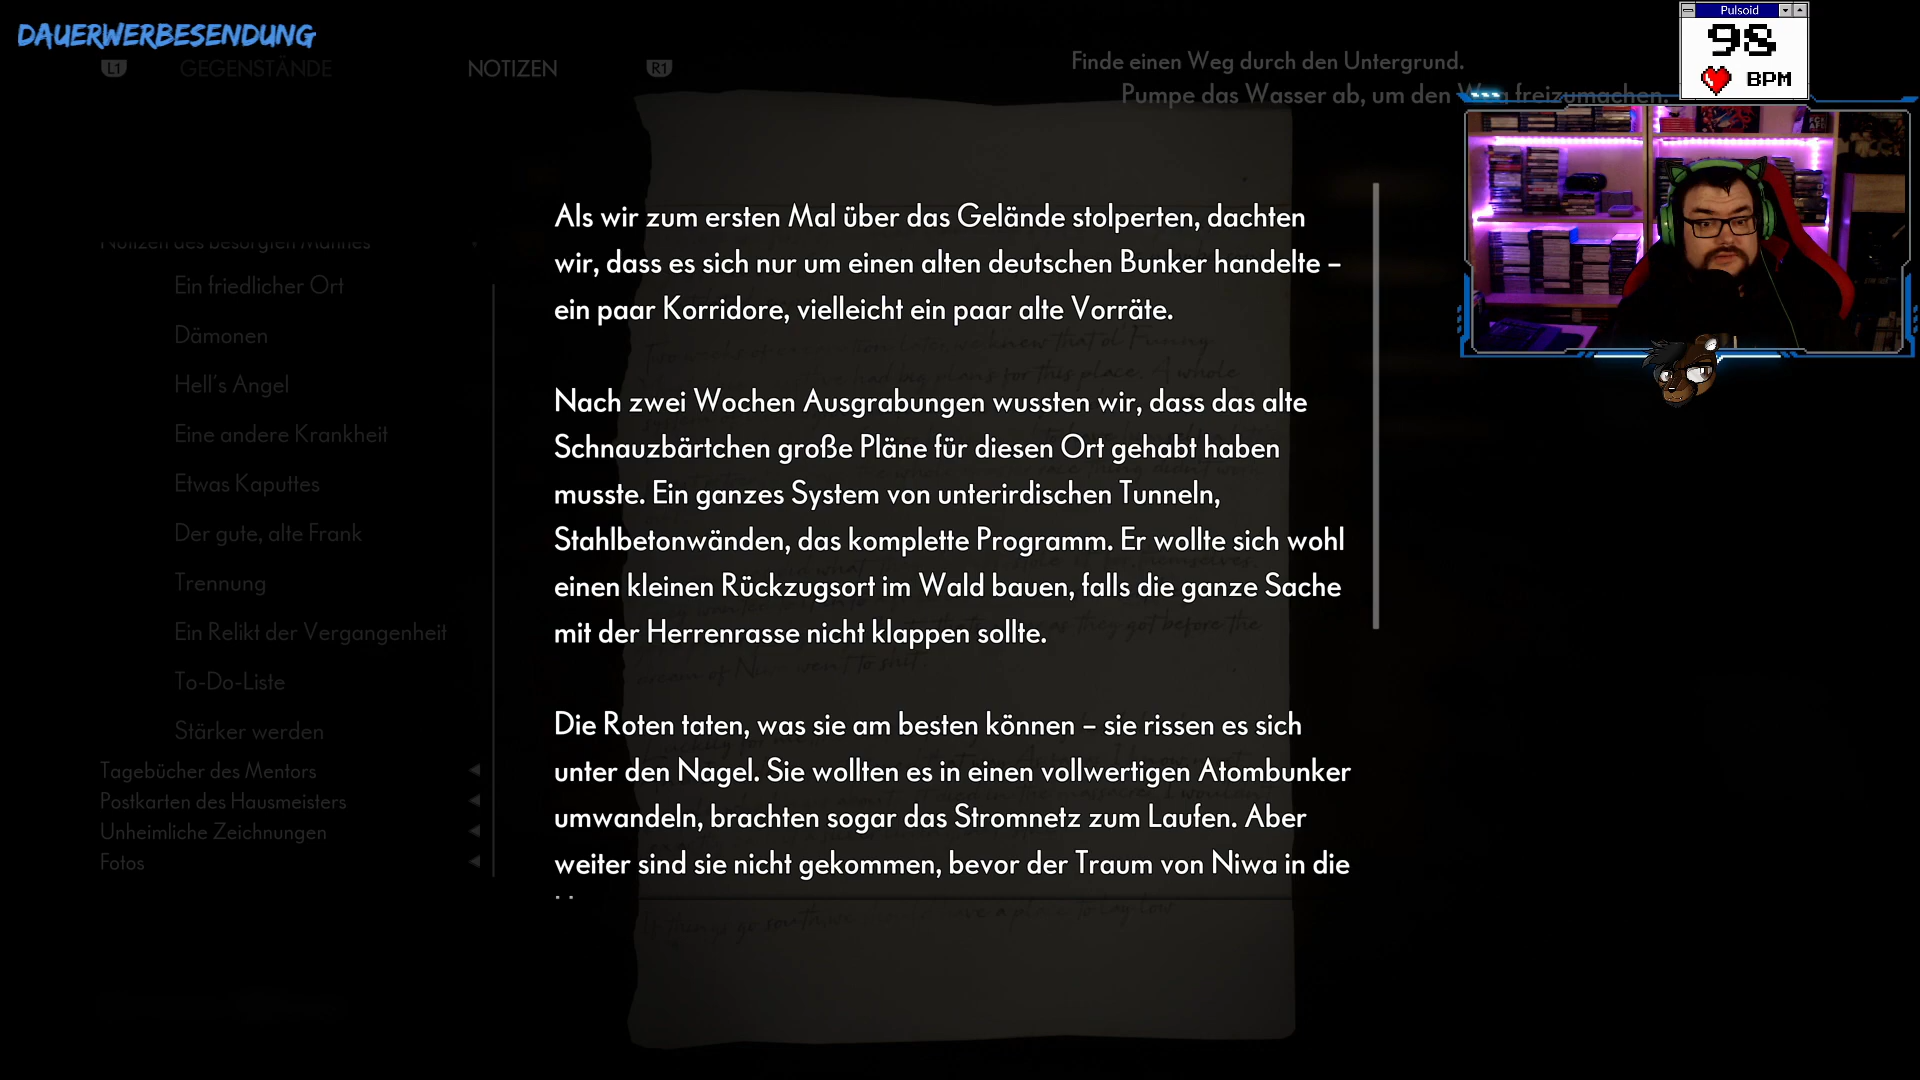 DAUERWERBESENDUNG
L1 GEGENSTÄNDE NOTIZEN R1
Finde einen Weg durch den Untergrund.
Pumpe das Wasser ab, um den Weg freizumachen.
Pulsoid
98
BPM
Notizen des besorgten Mannes
Ein friedlicher Ort
Dämonen
Hell's Angel
Eine andere Krankheit
Etwas Kaputtes
Der gute, alte Frank
Trennung
Ein Relikt der Vergangenheit
To-Do-Liste
Stärker werden
Tagebücher des Mentors
Postkarten des Hausmeisters
Unheimliche Zeichnungen
Fotos
Als wir zum ersten Mal über das Gelände stolperten, dachten
wir, dass es sich nur um einen alten deutschen Bunker handelte –
ein paar Korridore, vielleicht ein paar alte Vorräte.
Nach zwei Wochen Ausgrabungen wussten wir, dass das alte
Schnauzbärtchen große Pläne für diesen Ort gehabt haben
musste. Ein ganzes System von unterirdischen Tunneln,
Stahlbetonwänden, das komplette Programm. Er wollte sich wohl
einen kleinen Rückzugsort im Wald bauen, falls die ganze Sache
mit der Herrenrasse nicht klappen sollte.
Die Roten taten, was sie am besten können – sie rissen es sich
unter den Nagel. Sie wollten es in einen vollwertigen Atombunker
umwandeln, brachten sogar das Stromnetz zum Laufen. Aber
weiter sind sie nicht gekommen, bevor der Traum von Niwa in die